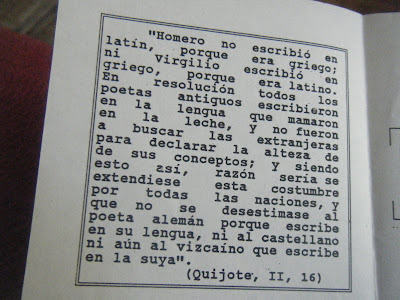 "Homero no escribió en
latín, porque era griego;
ni Virgilio escribió en
griego, porque era latino.
En resolución todos los
poetas antiguos escribieron
en la lengua que mamaron
en la leche, y no fueron
a buscar las extranjeras
para declarar la alteza de
de sus conceptos; y siendo
esto así, razón sería se
extendiese esta costumbre
por todas las naciones, y
que no se desestimase al
poeta alemán porque escribe
en su lengua, ni al castellano
ni aún al vizcaíno que escribe
en la suya".
(Quijote, II, 16)